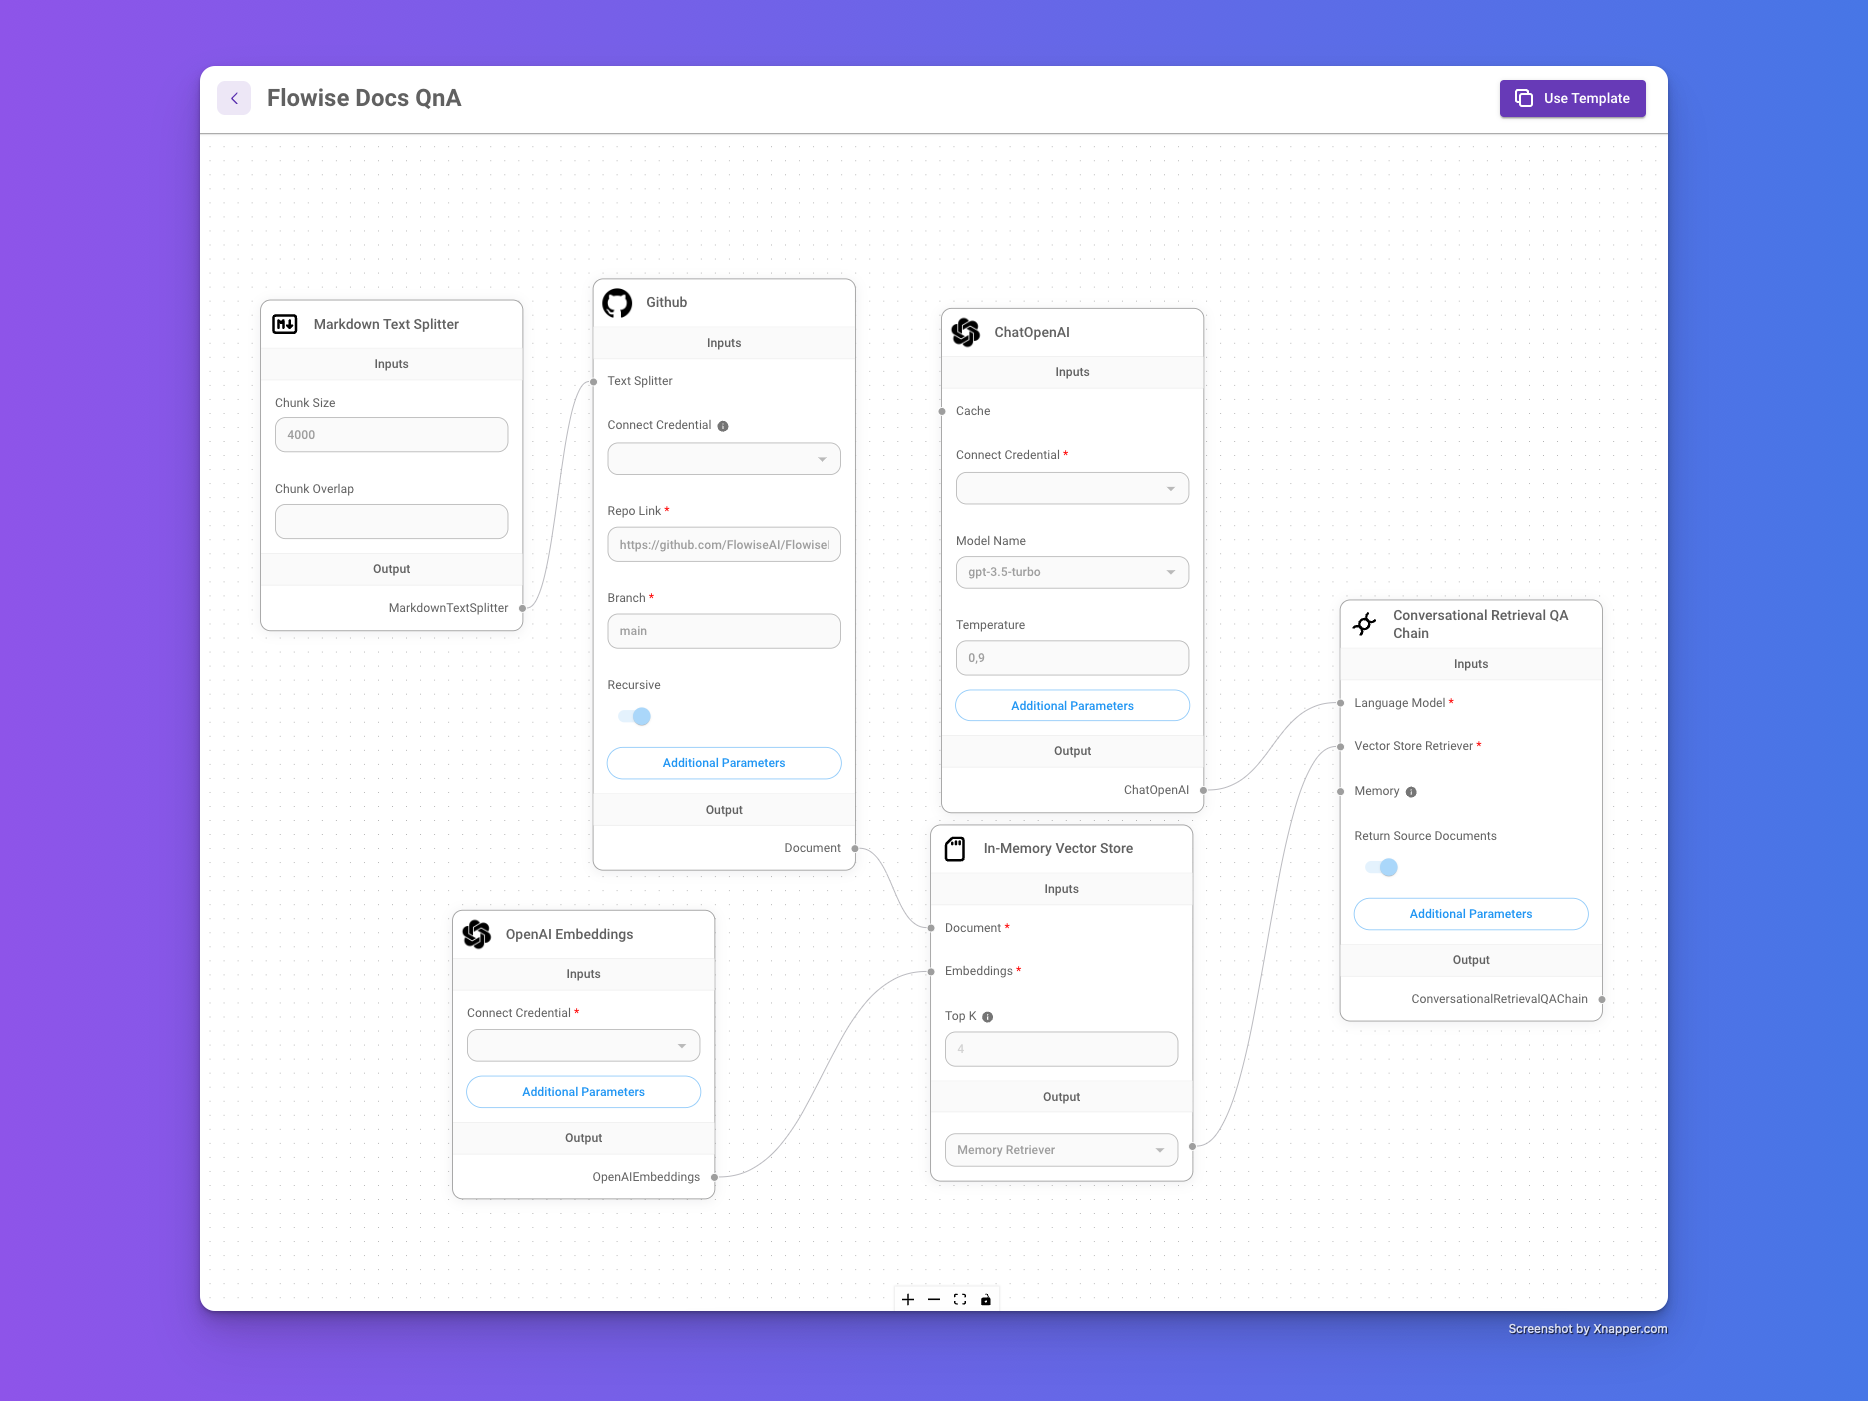 Flowise Docs QnA
Use Template
Markdown Text Splitter
Inputs
Chunk Size
4000
Chunk Overlap
Output
MarkdownTextSplitter
Github
Inputs
Text Splitter
Connect Credential
Repo Link *
https://github.com/FlowiseAI/Flowise
Branch *
main
Recursive
Additional Parameters
Output
Document
ChatOpenAI
Inputs
Cache
Connect Credential *
Model Name
gpt-3.5-turbo
Temperature
0,9
Additional Parameters
Output
ChatOpenAI
OpenAI Embeddings
Inputs
Connect Credential *
Additional Parameters
Output
OpenAIEmbeddings
In-Memory Vector Store
Inputs
Document *
Embeddings *
Top K
4
Output
Memory Retriever
Conversational Retrieval QA
Chain
Inputs
Language Model *
Vector Store Retriever *
Memory
Return Source Documents
Additional Parameters
Output
ConversationalRetrievalQAChain
Screenshot by Xnapper.com